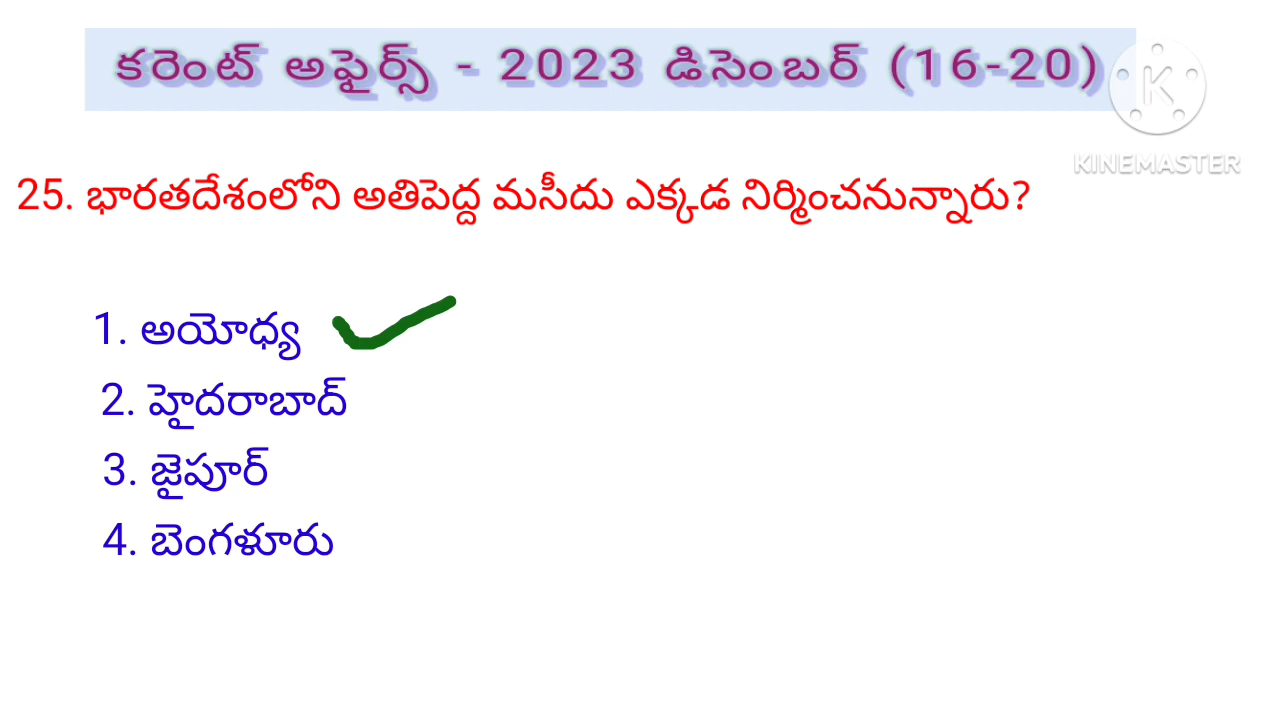 కరెంట్ అఫైర్స్ - 2023 డిసెంబర్ (16-20)
KINEMASTER
25. భారతదేశంలోని అతిపెద్ద మసీదు ఎక్కడ నిర్మించనున్నారు?
1. అయోధ్య
2. హైదరాబాద్
3. జైపూర్
4. బెంగళూరు